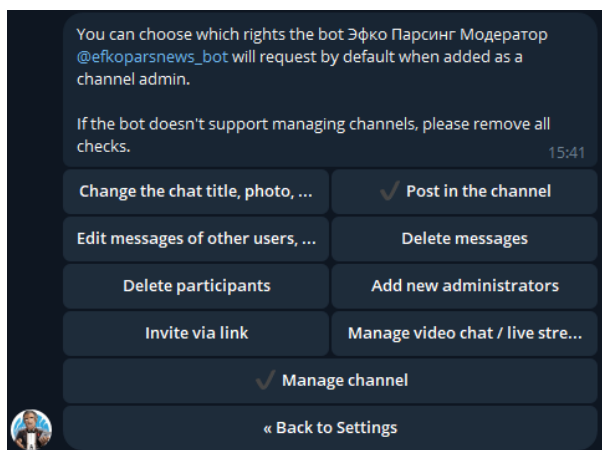 You can choose which rights the bot Эфко Парсинг Модератор
@efkoparsnews_bot will request by default when added as a
channel admin.
If the bot doesn't support managing channels, please remove all
checks.
15:41
Change the chat title, photo, ...
✓ Post in the channel
Edit messages of other users, ...
Delete messages
Delete participants
Add new administrators
Invite via link
Manage video chat / live stre...
✓ Manage channel
« Back to Settings